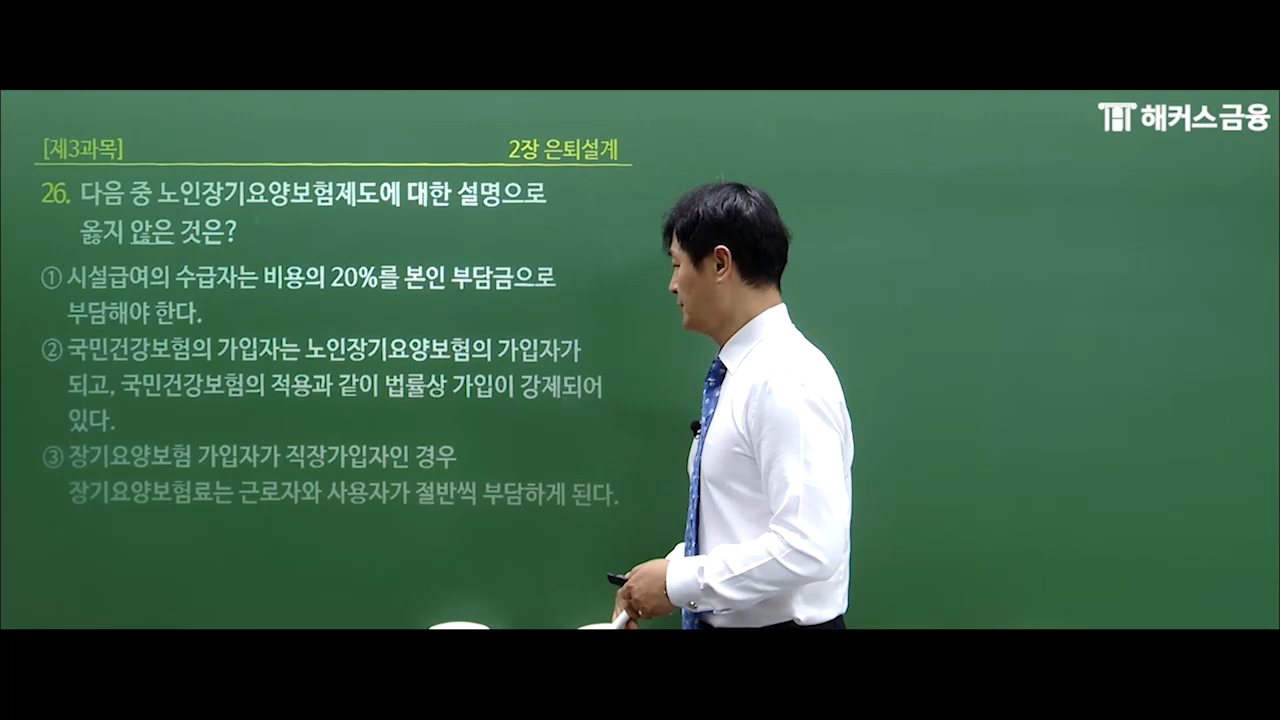 해커스금융
[제3과목] 2장 은퇴설계
26. 다음 중 노인장기요양보험제도에 대한 설명으로
옳지 않은 것은?
① 시설급여의 수급자는 비용의 20%를 본인 부담금으로
부담해야 한다.
② 국민건강보험의 가입자는 노인장기요양보험의 가입자가
되고, 국민건강보험의 적용과 같이 법률상 가입이 강제되어
있다.
③ 장기요양보험 가입자가 직장가입자인 경우
장기요양보험료는 근로자와 사용자가 절반씩 부담하게 된다.